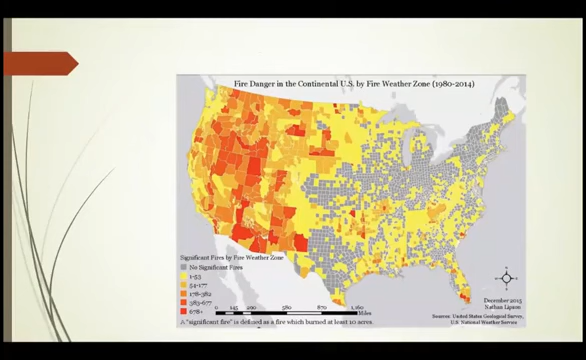 Fire Danger in the Continental U.S. by Fire Weather Zone (1980-2014)
Significant Fires by Fire Weather Zone
No Significant Fires
1-53
54-177
178-382
383-677
678+
0 145 290 580 870 1,160
Miles
A "significant fire" is defined as a fire which burned at least 10 acres.
December 2015
Nathan Lipson
Sources: United States Geological Survey,
U.S. National Weather Service